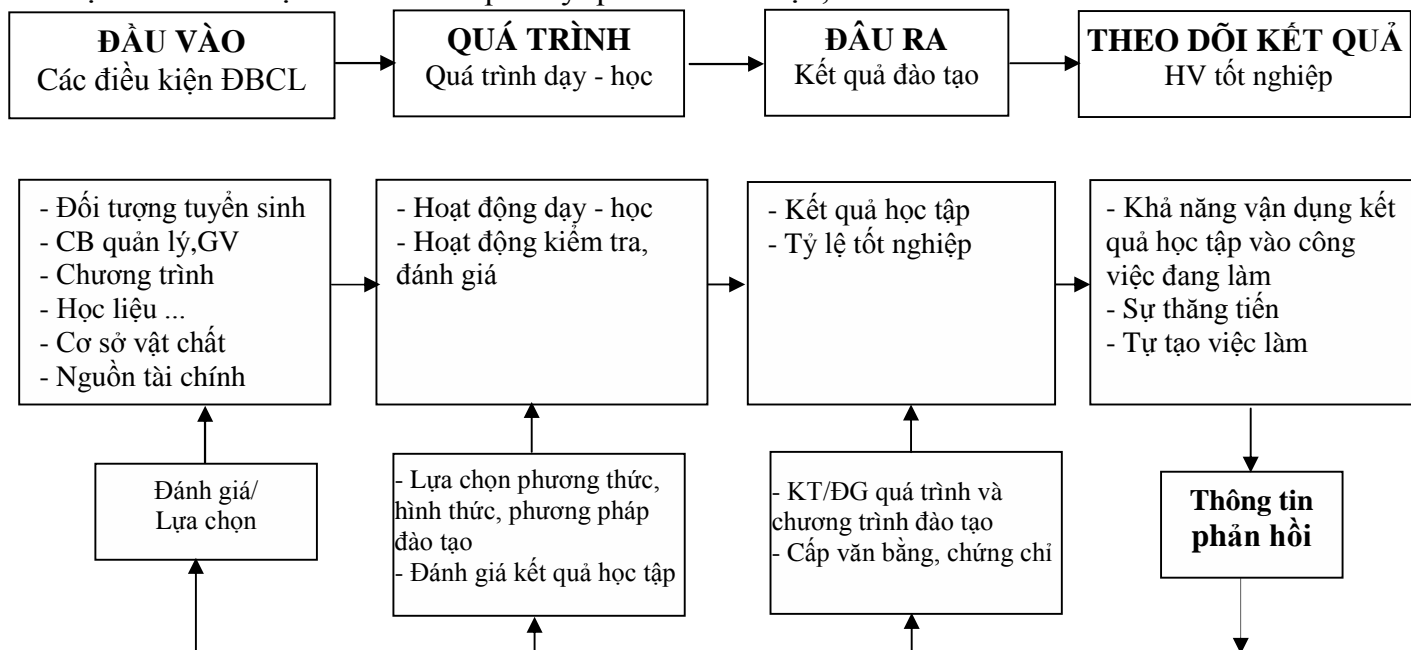 ĐẦU VÀO
Các điều kiện ĐBCL
QUÁ TRÌNH
Quá trình dạy - học
ĐÂU RA
Kết quả đào tạo
THEO DÕI KẾT QUẢ
HV tốt nghiệp
- Đối tượng tuyển sinh
- CB quản lý,GV
- Chương trình
- Học liệu ...
- Cơ sở vật chất
- Nguồn tài chính
- Hoạt động dạy - học
- Hoạt động kiểm tra,
đánh giá
- Kết quả học tập
- Tỷ lệ tốt nghiệp
- Khả năng vận dụng kết
quả học tập vào công
việc đang làm
- Sự thăng tiến
- Tự tạo việc làm
Đánh giá/
Lựa chọn
- Lựa chọn phương thức,
hình thức, phương pháp
đào tạo
- Đánh giá kết quả học tập
- KT/ĐG quá trình và
chương trình đào tạo
- Cấp văn bằng, chứng chỉ
Thông tin
phản hồi